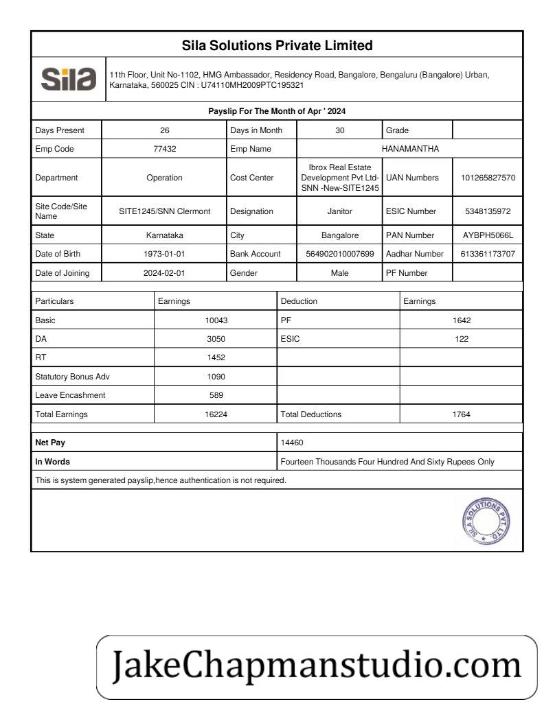 Sila Solutions Private Limited
sila
11th Floor, Unit No-1102, HMG Ambassador, Residency Road, Bangalore, Bengaluru (Bangalore) Urban,
Karnataka, 560025 CIN : U74110MH2009PTC195321
Payslip For The Month of Apr ' 2024
Days Present 26 Days in Month 30 Grade
Emp Code 77432 Emp Name HANAMANTHA
Department Operation Cost Center Ibrox Real Estate Development Pvt Ltd- SNN -New-SITE1245 UAN Numbers 101265827570
Site Code/Site Name SITE1245/SNN Clermont Designation Janitor ESIC Number 5348135972
State Karnataka City Bangalore PAN Number AYBPH5066L
Date of Birth 1973-01-01 Bank Account 564902010007699 Aadhar Number 613361173707
Date of Joining 2024-02-01 Gender Male PF Number
Particulars Earnings Deduction Earnings
Basic 10043 PF 1642
DA 3050 ESIC 122
RT 1452
Statutory Bonus Adv 1090
Leave Encashment 589
Total Earnings 16224 Total Deductions 1764
Net Pay 14460
In Words Fourteen Thousands Four Hundred And Sixty Rupees Only
This is system generated payslip,hence authentication is not required.
SILA SOLUTIONS PVT LTD
JakeChapmanstudio.com